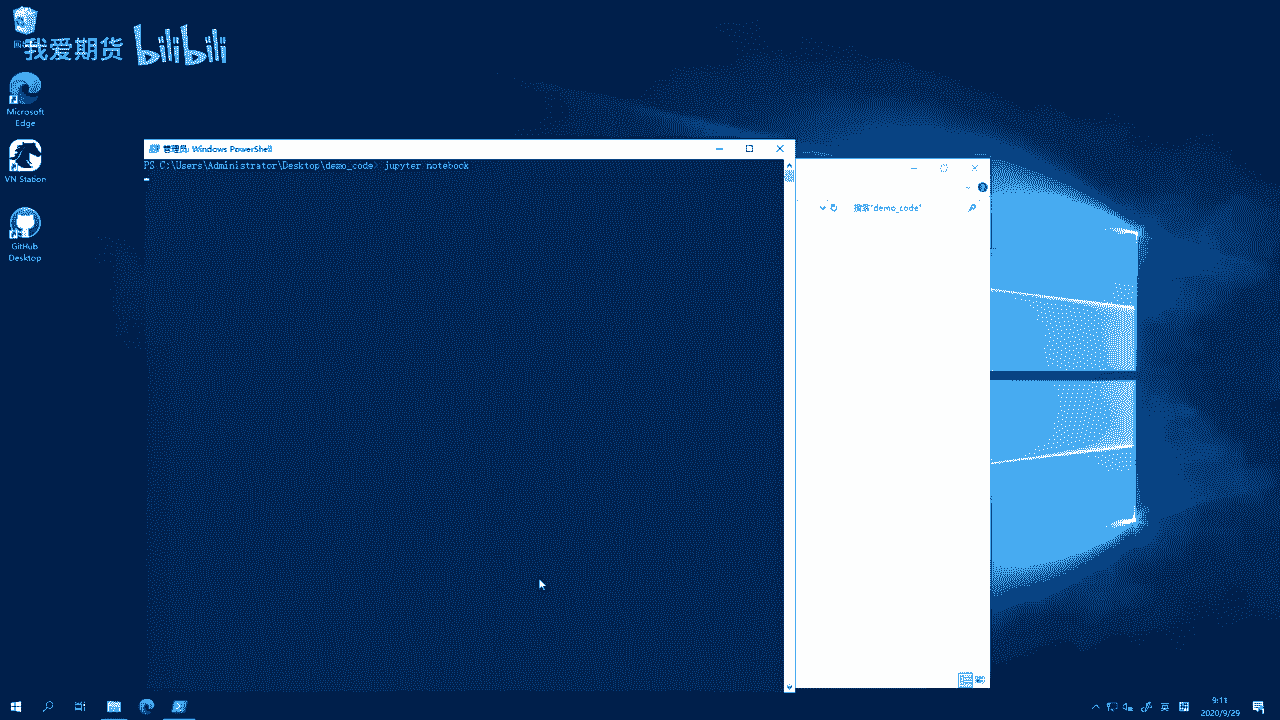 我爱期货 bilibili
Microsoft
Edge
VN Station
GitHub
Desktop
管理员: Windows PowerShell
PS C:\Users\Administrator\Desktop\demo_code> jupyter notebook
搜索"demo_code"
英
9:11
2020/9/29